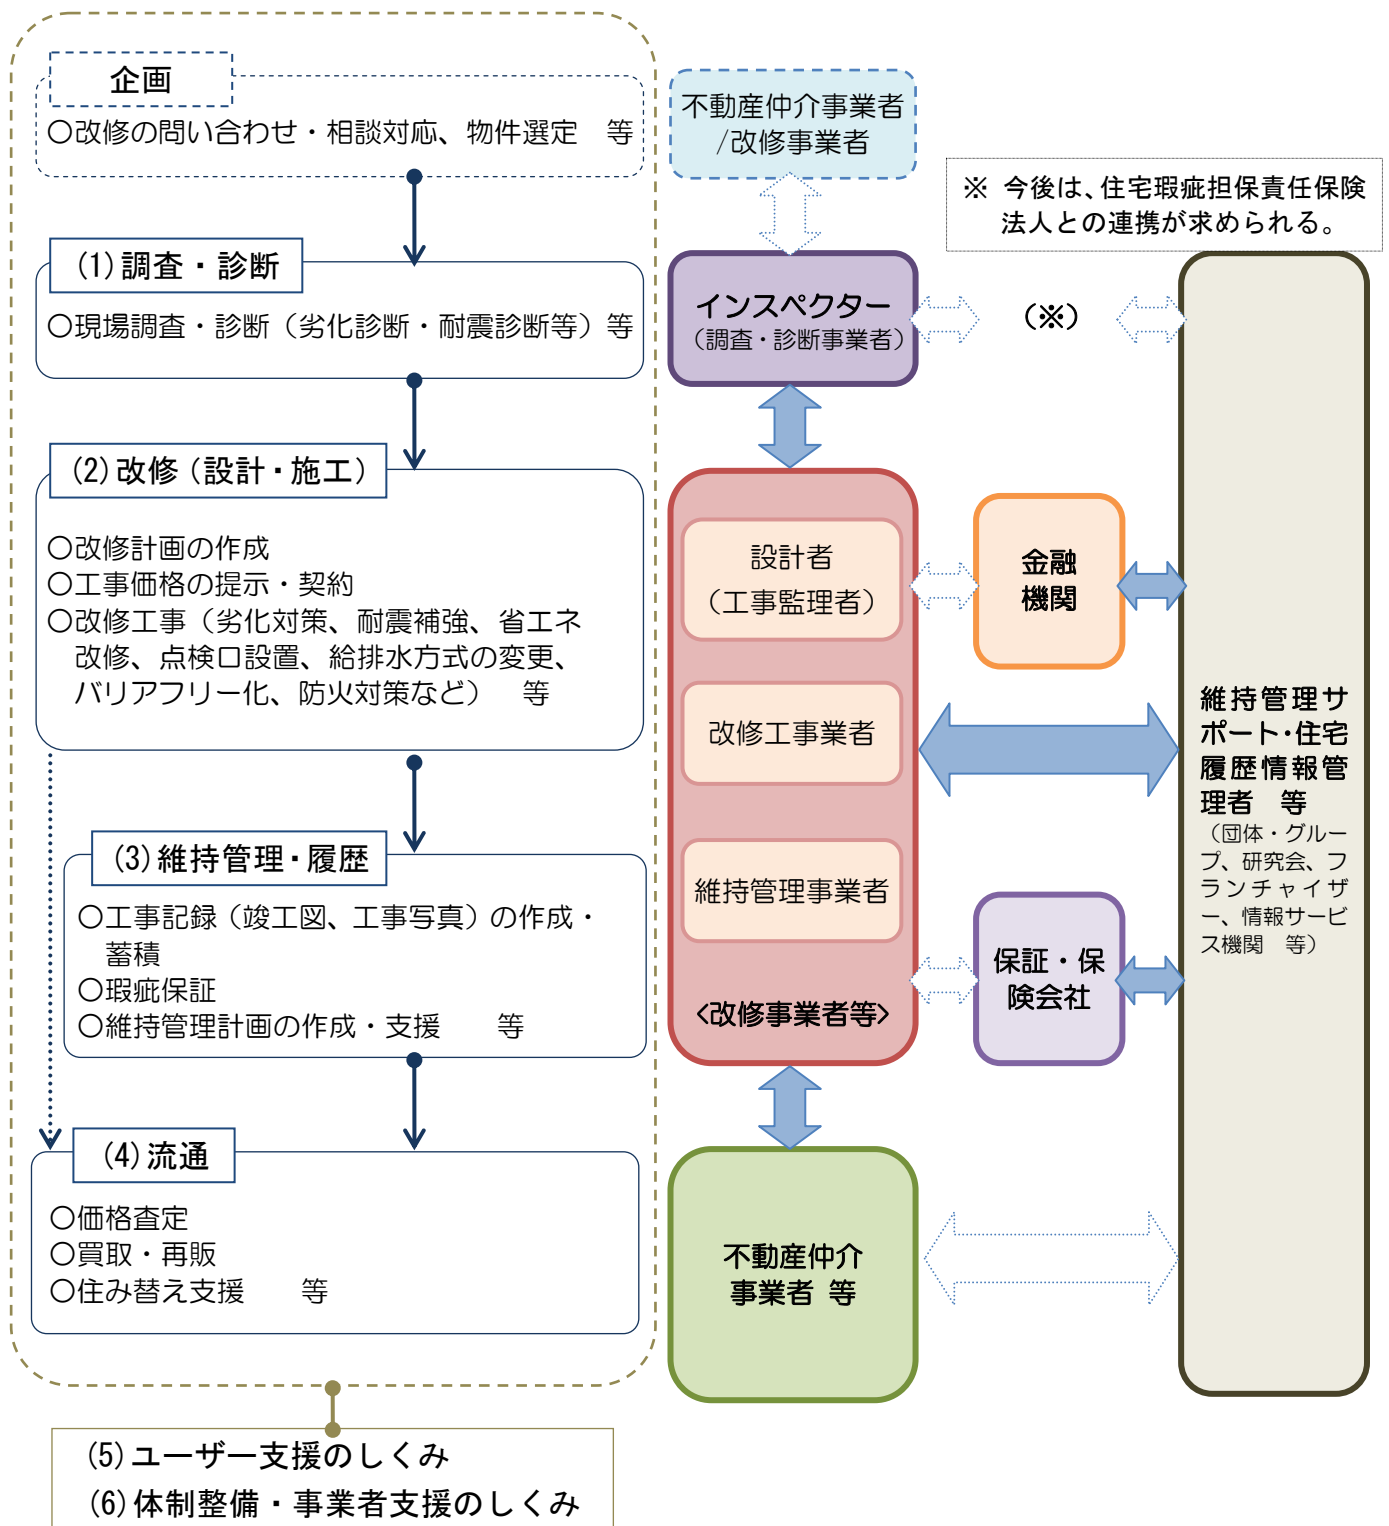 企画
○改修の問い合わせ・相談対応、物件選定　等
(1)調査・診断
○現場調査・診断（劣化診断・耐震診断等）等
(2)改修（設計・施工）
○改修計画の作成
○工事価格の提示・契約
○改修工事（劣化対策、耐震補強、省エネ
改修、点検口設置、給排水方式の変更、
バリアフリー化、防火対策など）　等
(3)維持管理・履歴
○工事記録（竣工図、工事写真）の作成・
蓄積
○瑕疵保証
○維持管理計画の作成・支援　　等
(4)流通
○価格査定
○買取・再販
○住み替え支援　　等
(5)ユーザー支援のしくみ
(6)体制整備・事業者支援のしくみ
不動産仲介事業者
/改修事業者
インスペクター
（調査・診断事業者）
設計者
（工事監理者）
改修工事業者
維持管理事業者
<改修事業者等>
不動産仲介
事業者 等
※ 今後は、住宅瑕疵担保責任保険
法人との連携が求められる。
（※）
金融
機関
保証・保
険会社
維持管理サ
ポート・住宅
履歴情報管
理者　等
（団体・グルー
プ、研究会、フ
ランチャイザ
ー、情報サービ
ス機関　等）